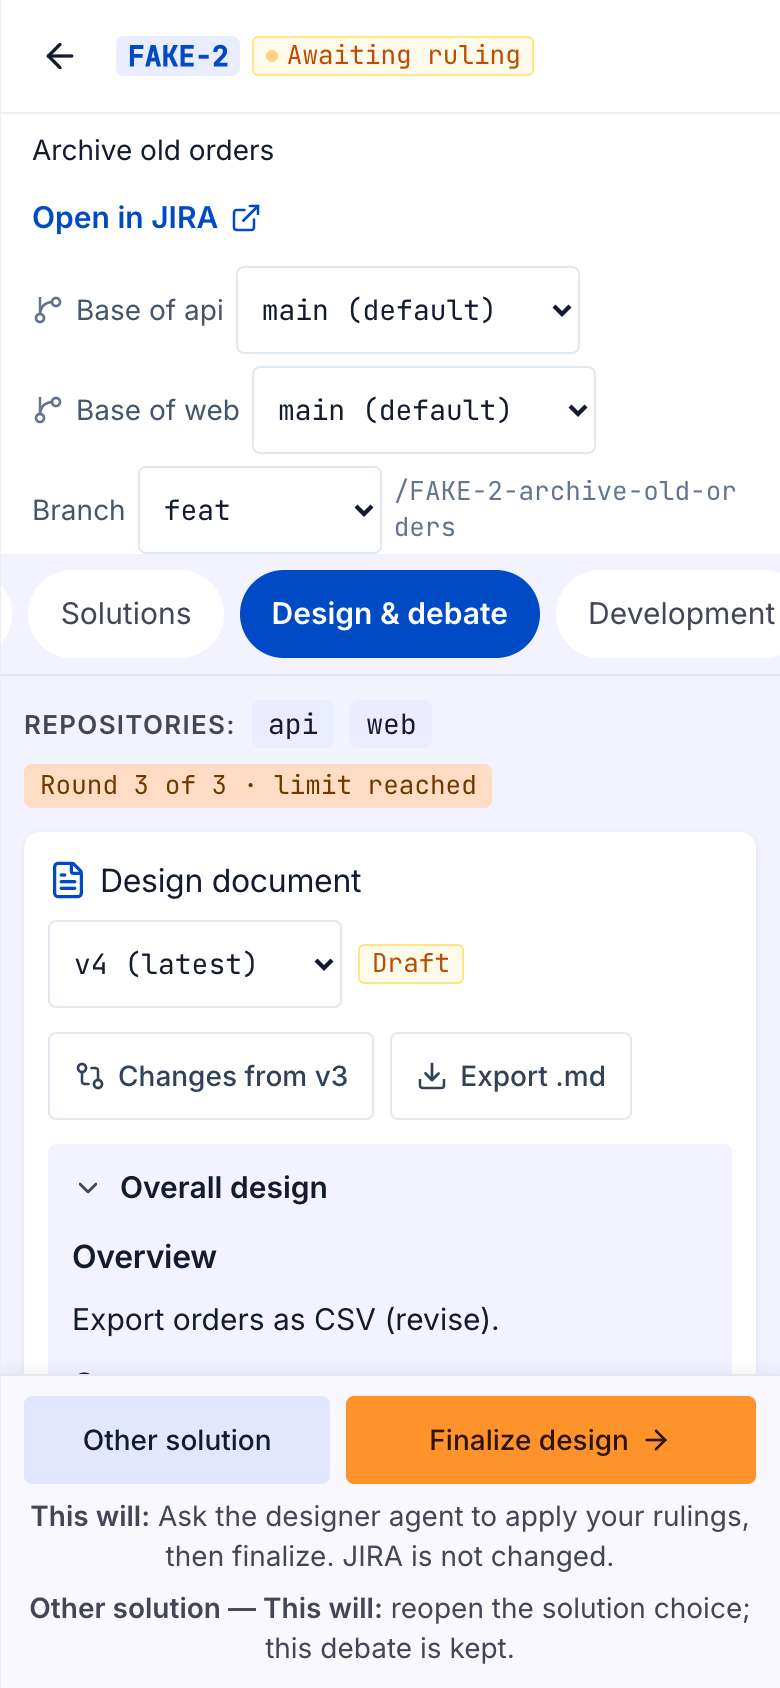 FAKE-2
Awaiting ruling
Archive old orders
Open in JIRA
Base of api
main (default)
Base of web
main (default)
Branch
feat
/FAKE-2-archive-old-or
ders
Solutions
Design & debate
Development
REPOSITORIES:
api
web
Round 3 of 3 · limit reached
Design document
v4 (latest)
Draft
Changes from v3
Export .md
Overall design
Overview
Export orders as CSV (revise).
Other solution
Finalize design →
This will: Ask the designer agent to apply your rulings,
then finalize. JIRA is not changed.
Other solution — This will: reopen the solution choice;
this debate is kept.